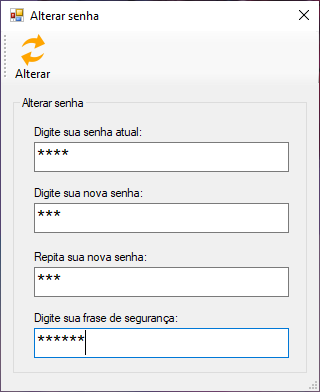 Alterar senha
Alterar
Alterar senha
Digite sua senha atual:
****
Digite sua nova senha:
***
Repita sua nova senha:
***
Digite sua frase de segurança:
******